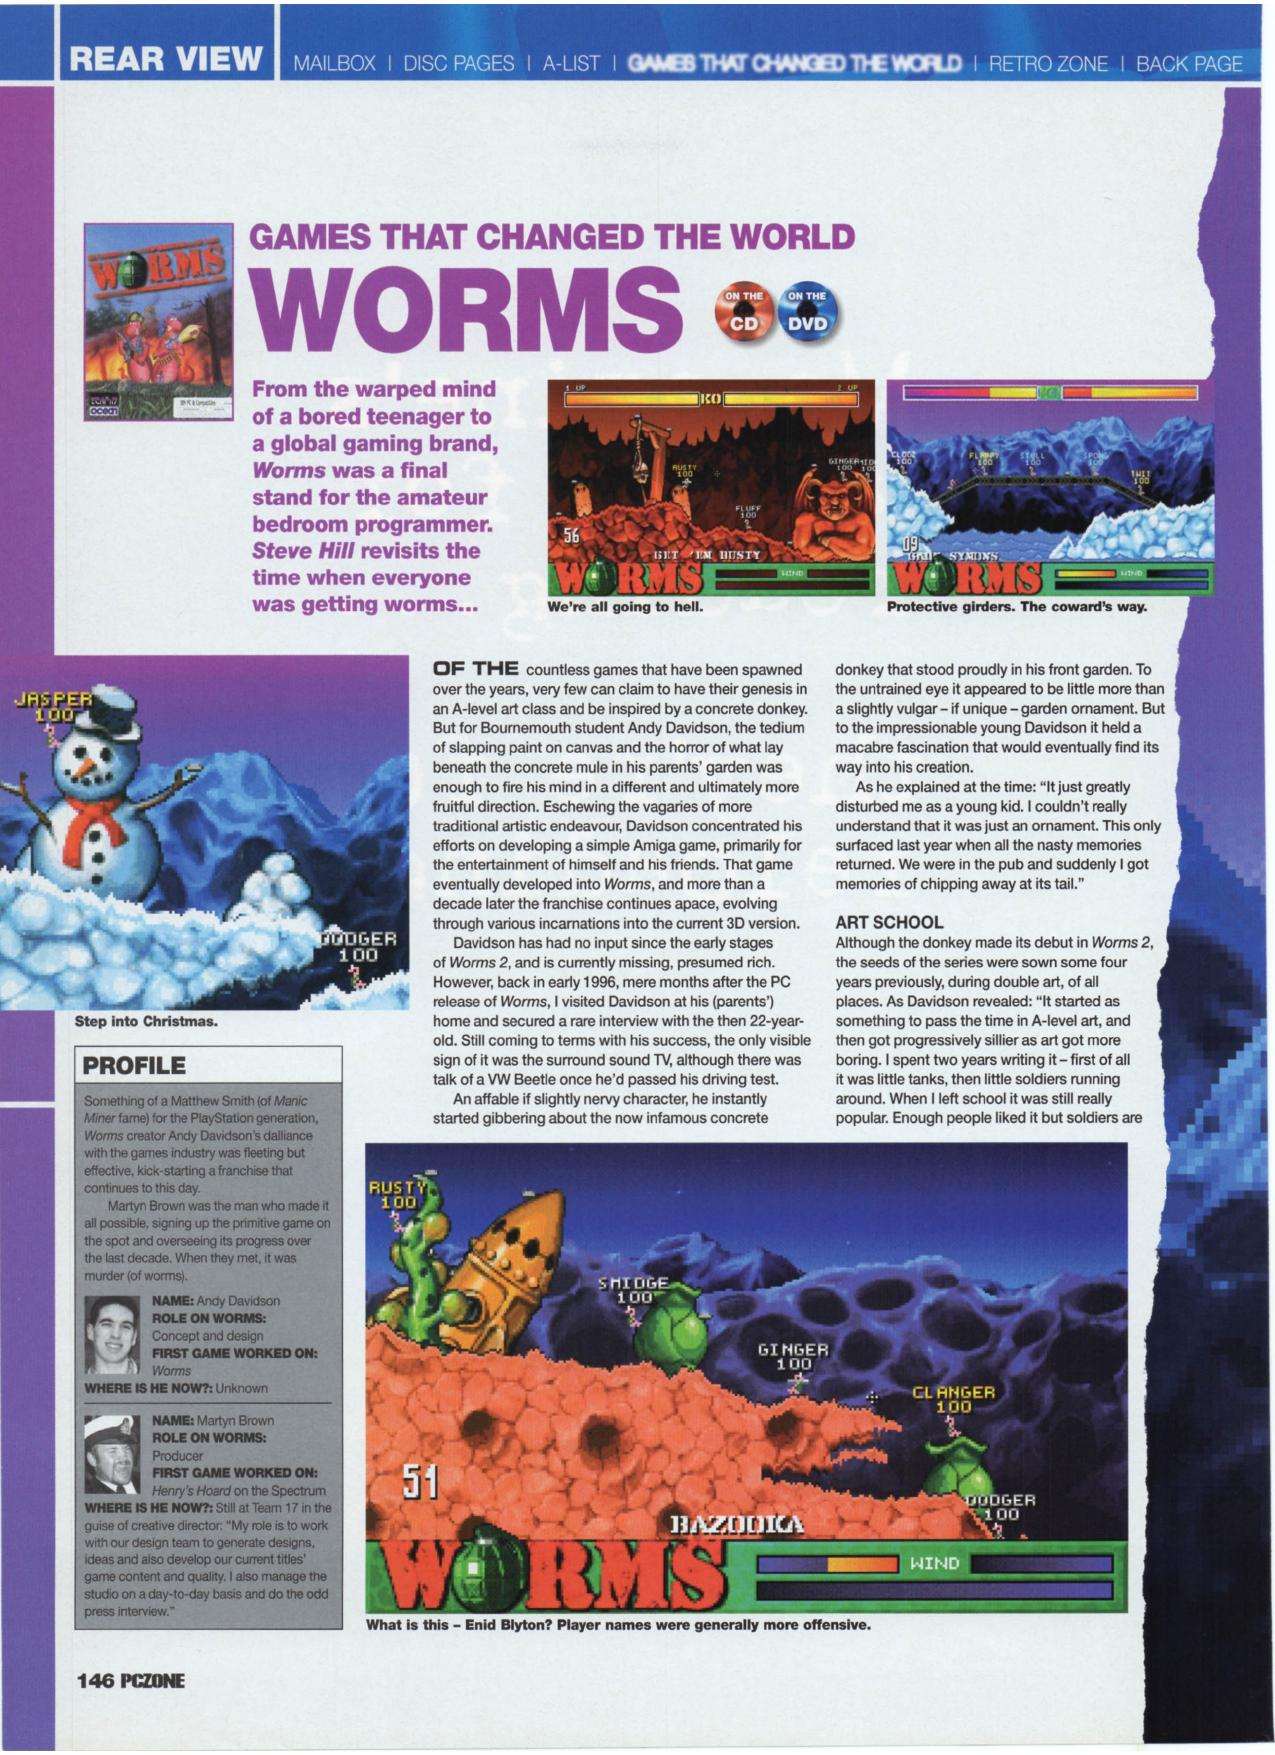 REAR VIEW
MAILBOX | DISC PAGES | A-LIST | GAMES THAT CHANGED THE WORLD | RETRO ZONE | BACK PAGE
WORMS
ocean
GAMES THAT CHANGED THE WORLD
WORMS
ON THE CD
ON THE DVD
From the warped mind
of a bored teenager to
a global gaming brand,
Worms was a final
stand for the amateur
bedroom programmer.
Steve Hill revisits the
time when everyone
was getting worms...
1 UP
2 UP
KO
RUSTY
100
GINGER
100
100
FLUFF
100
56
GET 'EM RUSTY
WORMS
WIND
We're all going to hell.
100
FLAPPY
100
100
100
TWIT
100
09
SYMONS
WORMS
WIND
Protective girders. The coward's way.
JASPER
100
DODGER
100
Step into Christmas.
OF THE countless games that have been spawned
over the years, very few can claim to have their genesis in
an A-level art class and be inspired by a concrete donkey.
But for Bournemouth student Andy Davidson, the tedium
of slapping paint on canvas and the horror of what lay
beneath the concrete mule in his parents' garden was
enough to fire his mind in a different and ultimately more
fruitful direction. Eschewing the vagaries of more
traditional artistic endeavour, Davidson concentrated his
efforts on developing a simple Amiga game, primarily for
the entertainment of himself and his friends. That game
eventually developed into Worms, and more than a
decade later the franchise continues apace, evolving
through various incarnations into the current 3D version.
Davidson has had no input since the early stages
of Worms 2, and is currently missing, presumed rich.
However, back in early 1996, mere months after the PC
release of Worms, I visited Davidson at his (parents')
home and secured a rare interview with the then 22-year-
old. Still coming to terms with his success, the only visible
sign of it was the surround sound TV, although there was
talk of a VW Beetle once he'd passed his driving test.
An affable if slightly nervy character, he instantly
started gibbering about the now infamous concrete
donkey that stood proudly in his front garden. To
the untrained eye it appeared to be little more than
a slightly vulgar – if unique – garden ornament. But
to the impressionable young Davidson it held a
macabre fascination that would eventually find its
way into his creation.
As he explained at the time: “It just greatly
disturbed me as a young kid. I couldn't really
understand that it was just an ornament. This only
surfaced last year when all the nasty memories
returned. We were in the pub and suddenly I got
memories of chipping away at its tail.”
ART SCHOOL
Although the donkey made its debut in Worms 2,
the seeds of the series were sown some four
years previously, during double art, of all
places. As Davidson revealed: “It started as
something to pass the time in A-level art, and
then got progressively sillier as art got more
boring. I spent two years writing it – first of all
it was little tanks, then little soldiers running
around. When I left school it was still really
popular. Enough people liked it but soldiers are
PROFILE
Something of a Matthew Smith (of Manic
Miner fame) for the PlayStation generation,
Worms creator Andy Davidson's dalliance
with the games industry was fleeting but
effective, kick-starting a franchise that
continues to this day.
Martyn Brown was the man who made it
all possible, signing up the primitive game on
the spot and overseeing its progress over
the last decade. When they met, it was
murder (of worms).
NAME: Andy Davidson
ROLE ON WORMS:
Concept and design
FIRST GAME WORKED ON:
Worms
WHERE IS HE NOW?: Unknown
NAME: Martyn Brown
ROLE ON WORMS:
Producer
FIRST GAME WORKED ON:
Henry's Hoard on the Spectrum
WHERE IS HE NOW?: Still at Team 17 in the
guise of creative director: “My role is to work
with our design team to generate designs,
ideas and also develop our current titles'
game content and quality. I also manage the
studio on a day-to-day basis and do the odd
press interview.”
RUSTY
100
SMIDGE
100
GINGER
100
CLANGER
100
DODGER
100
51
BAZOOKA
WORMS
WIND
What is this – Enid Blyton? Player names were generally more offensive.
146 PCZONE